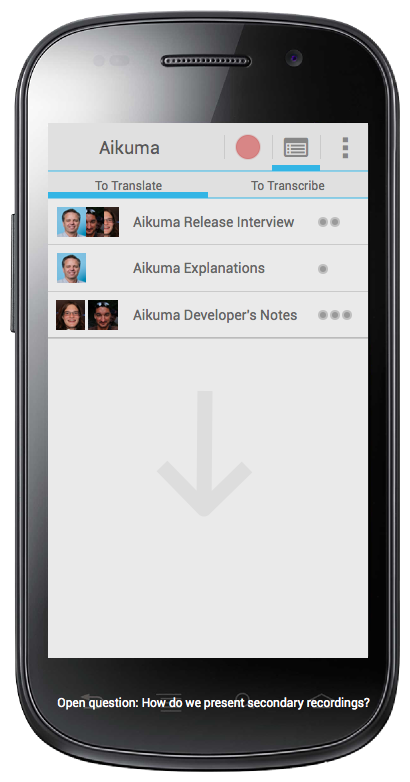 Aikuma
To Translate
To Transcribe
Aikuma Release Interview
Aikuma Explanations
Aikuma Developer's Notes
Open question: How do we present secondary recordings?